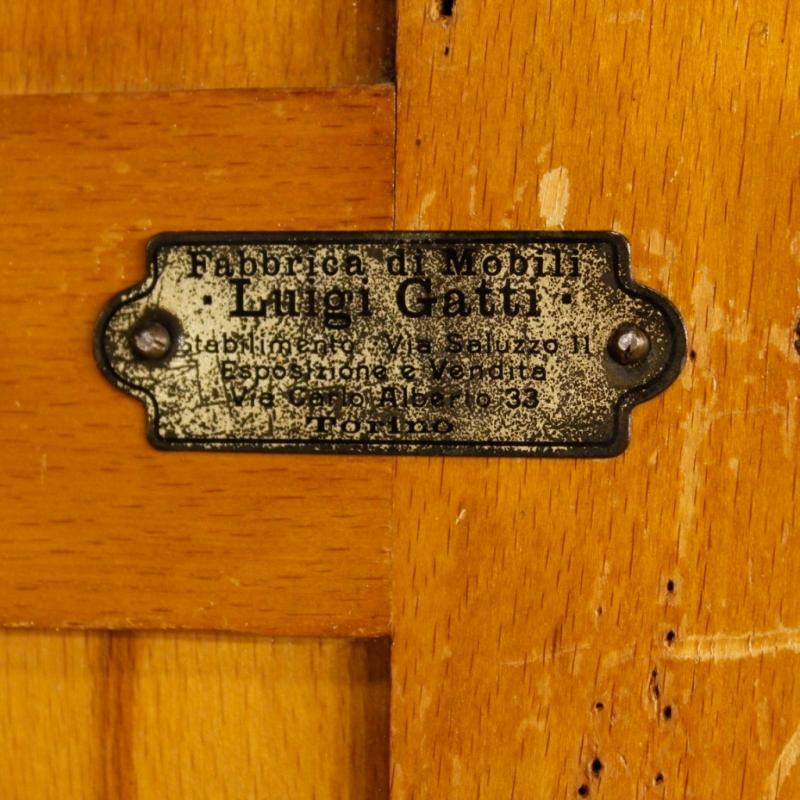 Fabbrica di Mobili
· Luigi Gatti ·
Stabilimento Via Saluzzo 11
Esposizione e Vendita
Via Carlo Alberto 33
Torino